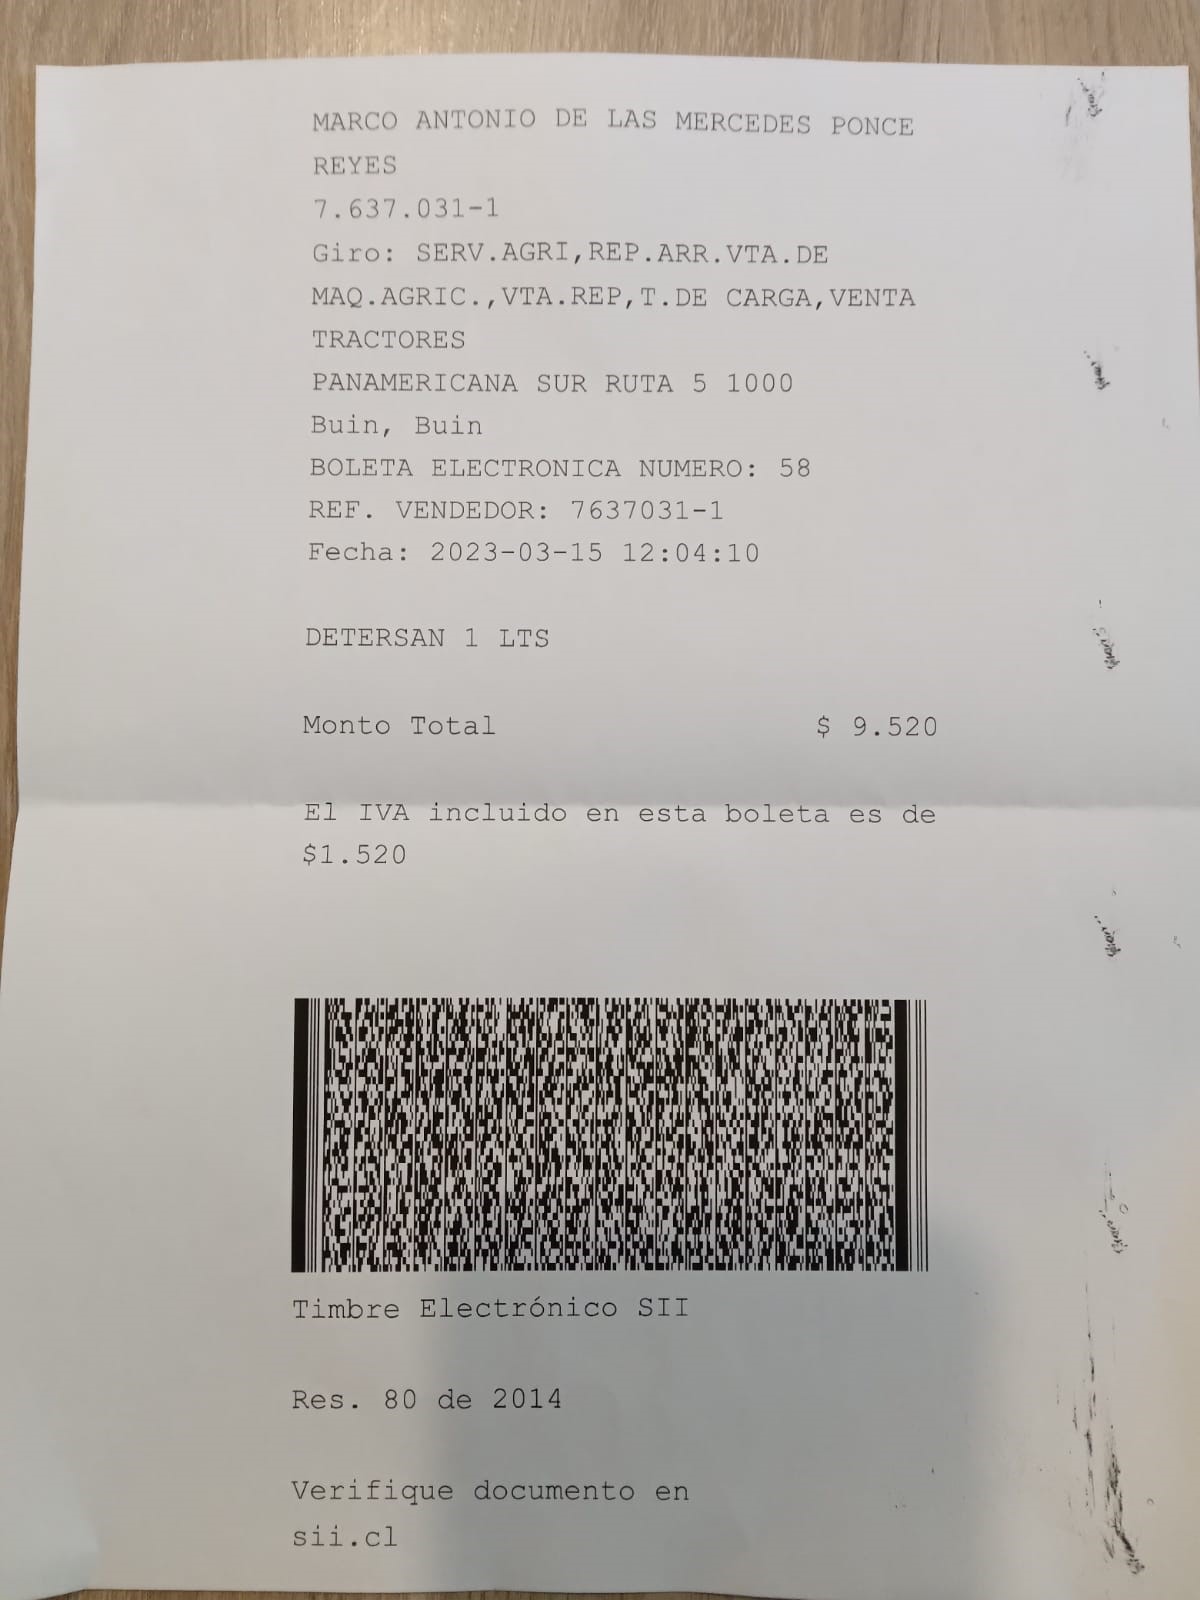 MARCO ANTONIO DE LAS MERCEDES PONCE
REYES
7.637.031-1
Giro: SERV.AGRI,REP.ARR.VTA.DE
MAQ.AGRIC.,VTA.REP,T.DE CARGA,VENTA
TRACTORES
PANAMERICANA SUR RUTA 5 1000
Buin, Buin
BOLETA ELECTRONICA NUMERO: 58
REF. VENDEDOR: 7637031-1
Fecha: 2023-03-15 12:04:10
DETERSAN 1 LTS
Monto Total $ 9.520
El IVA incluido en esta boleta es de
$1.520
Timbre Electrónico SII
Res. 80 de 2014
Verifique documento en
sii.cl